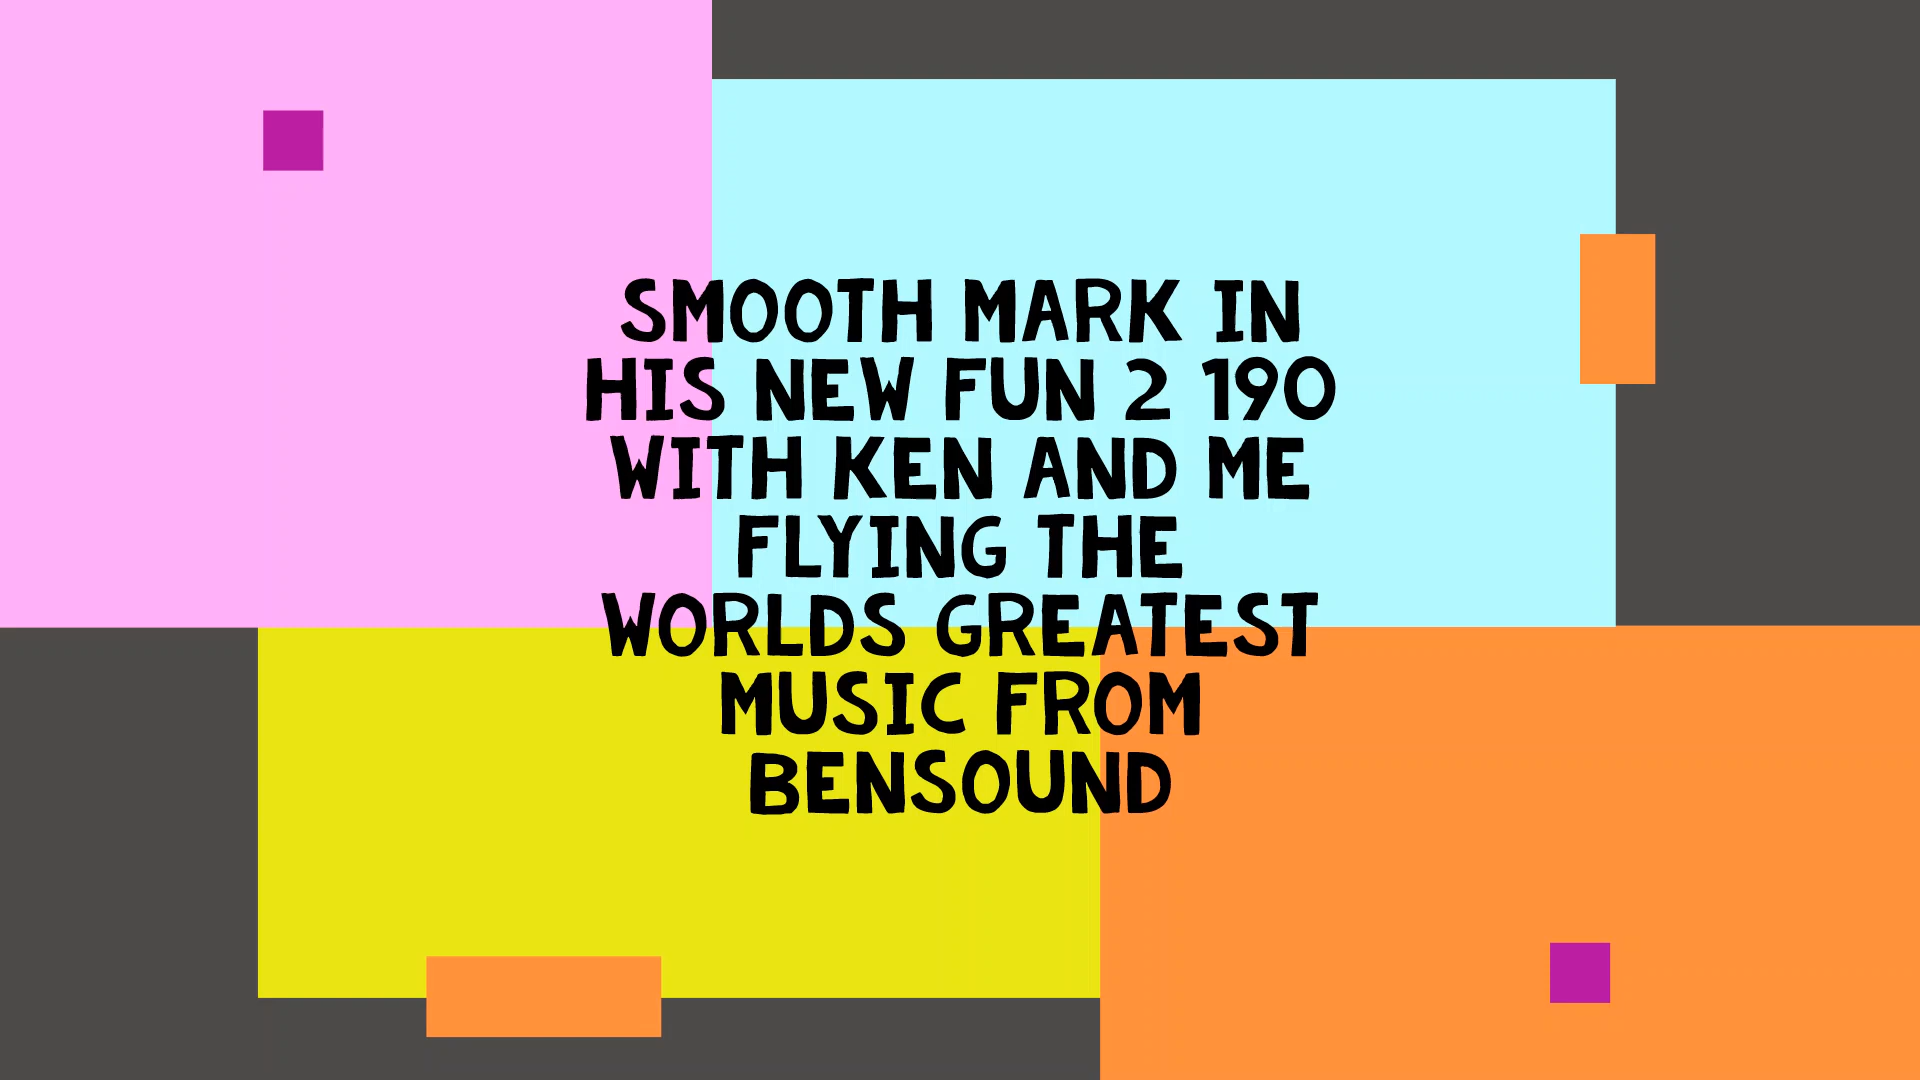 SMOOTH MARK IN
HIS NEW FUN 2 190
WITH KEN AND ME
FLYING THE
WORLDS GREATEST
MUSIC FROM
BENSOUND